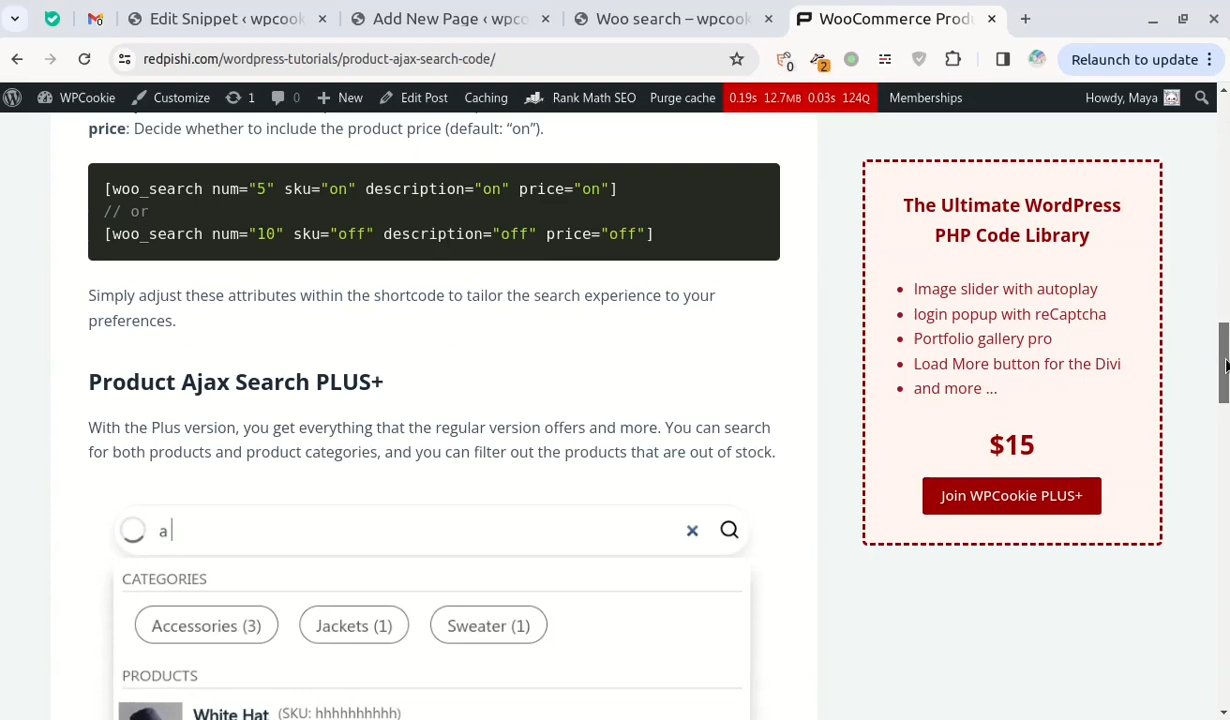 Edit Snippet ‹ wpcook
Add New Page ‹ wpco
Woo search – wpcook
WooCommerce Prod
redpishi.com/wordpress-tutorials/product-ajax-search-code/
0
2
Relaunch to update
WPCookie
Customize
1
0
New
Edit Post
Caching
Rank Math SEO
Purge cache
0.19s 12.7MB 0.03s 124Q
Memberships
Howdy, Maya
price: Decide whether to include the product price (default: “on”).
[woo_search num="5" sku="on" description="on" price="on"]
// or
[woo_search num="10" sku="off" description="off" price="off"]
Simply adjust these attributes within the shortcode to tailor the search experience to your
preferences.
Product Ajax Search PLUS+
With the Plus version, you get everything that the regular version offers and more. You can search
for both products and product categories, and you can filter out the products that are out of stock.
a
CATEGORIES
Accessories (3)
Jackets (1)
Sweater (1)
PRODUCTS
White Hat (SKU: hhhhhhhhhh)
The Ultimate WordPress
PHP Code Library
Image slider with autoplay
login popup with reCaptcha
Portfolio gallery pro
Load More button for the Divi
and more ...
$15
Join WPCookie PLUS+